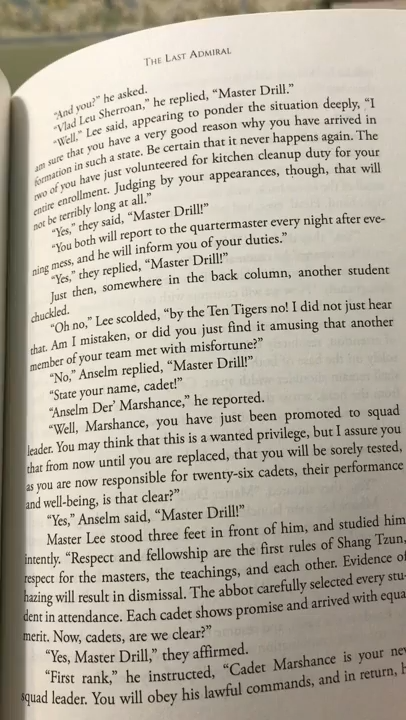 THE LAST ADMIRAL
"And you?" he asked.
"Vlad Leu Sherroan," he replied, "Master Drill."
"Well," Lee said, appearing to ponder the situation deeply, "I
am sure that you have a very good reason why you have arrived in
formation in such a state. Be certain that it never happens again. The
two of you have just volunteered for kitchen cleanup duty for your
entire enrollment. Judging by your appearances, though, that will
not be terribly long at all."
"Yes," they said, "Master Drill!"
"You both will report to the quartermaster every night after eve-
ning mess, and he will inform you of your duties."
"Yes," they replied, "Master Drill!"
Just then, somewhere in the back column, another student
chuckled.
"Oh no," Lee scolded, "by the Ten Tigers no! I did not just hear
that. Am I mistaken, or did you just find it amusing that another
member of your team met with misfortune?"
"No," Anselm replied, "Master Drill!"
"State your name, cadet!"
"Anselm Der' Marshance," he reported.
"Well, Marshance, you have just been promoted to squad
leader. You may think that this is a wanted privilege, but I assure you
that from now until you are replaced, that you will be sorely tested,
as you are now responsible for twenty-six cadets, their performance
and well-being, is that clear?"
"Yes," Anselm said, "Master Drill!"
Master Lee stood three feet in front of him, and studied him
intently. "Respect and fellowship are the first rules of Shang Tzun,
respect for the masters, the teachings, and each other. Evidence of
hazing will result in dismissal. The abbot carefully selected every stu-
dent in attendance. Each cadet shows promise and arrived with equa
merit. Now, cadets, are we clear?"
"Yes, Master Drill," they affirmed.
"First rank," he instructed, "Cadet Marshance is your ne
squad leader. You will obey his lawful commands, and in return, h